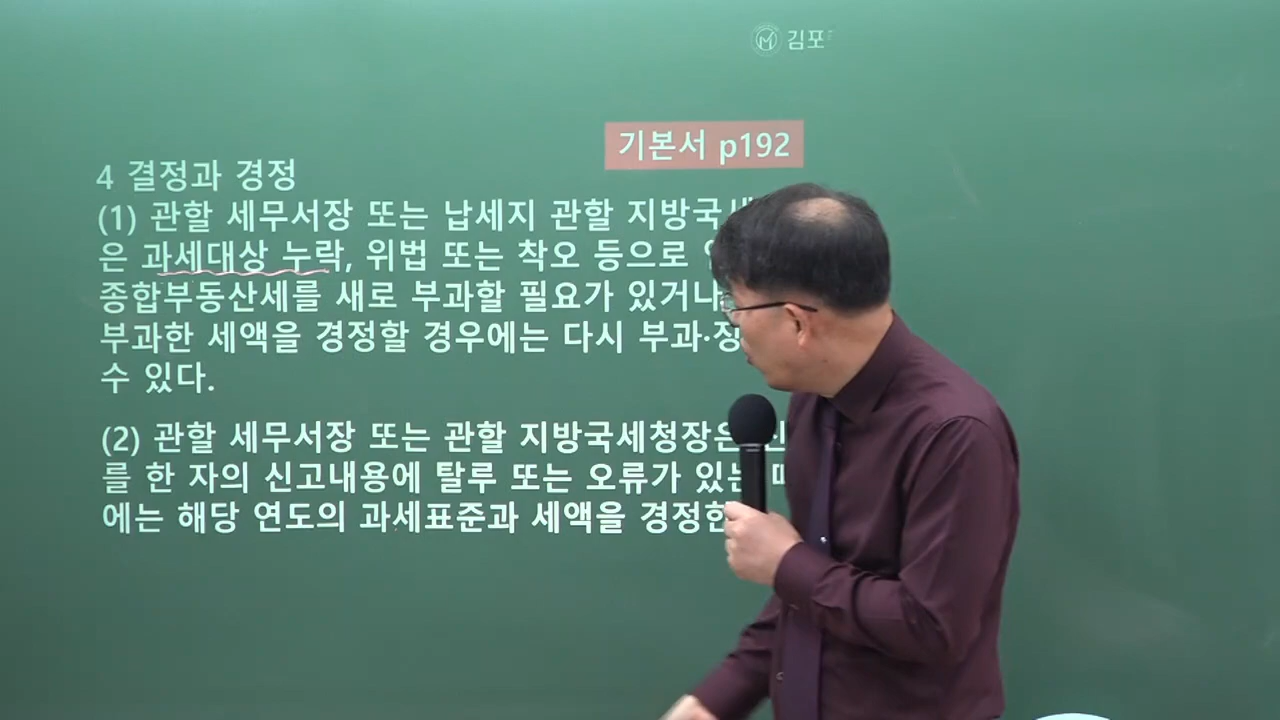 김포
기본서 p192
4 결정과 경정
(1) 관할 세무서장 또는 납세지 관할 지방국세
은 과세대상 누락, 위법 또는 착오 등으로
종합부동산세를 새로 부과할 필요가 있거나
부과한 세액을 경정할 경우에는 다시 부과·징
수 있다.
(2) 관할 세무서장 또는 관할 지방국세청장은
를 한 자의 신고내용에 탈루 또는 오류가 있는
에는 해당 연도의 과세표준과 세액을 경정한